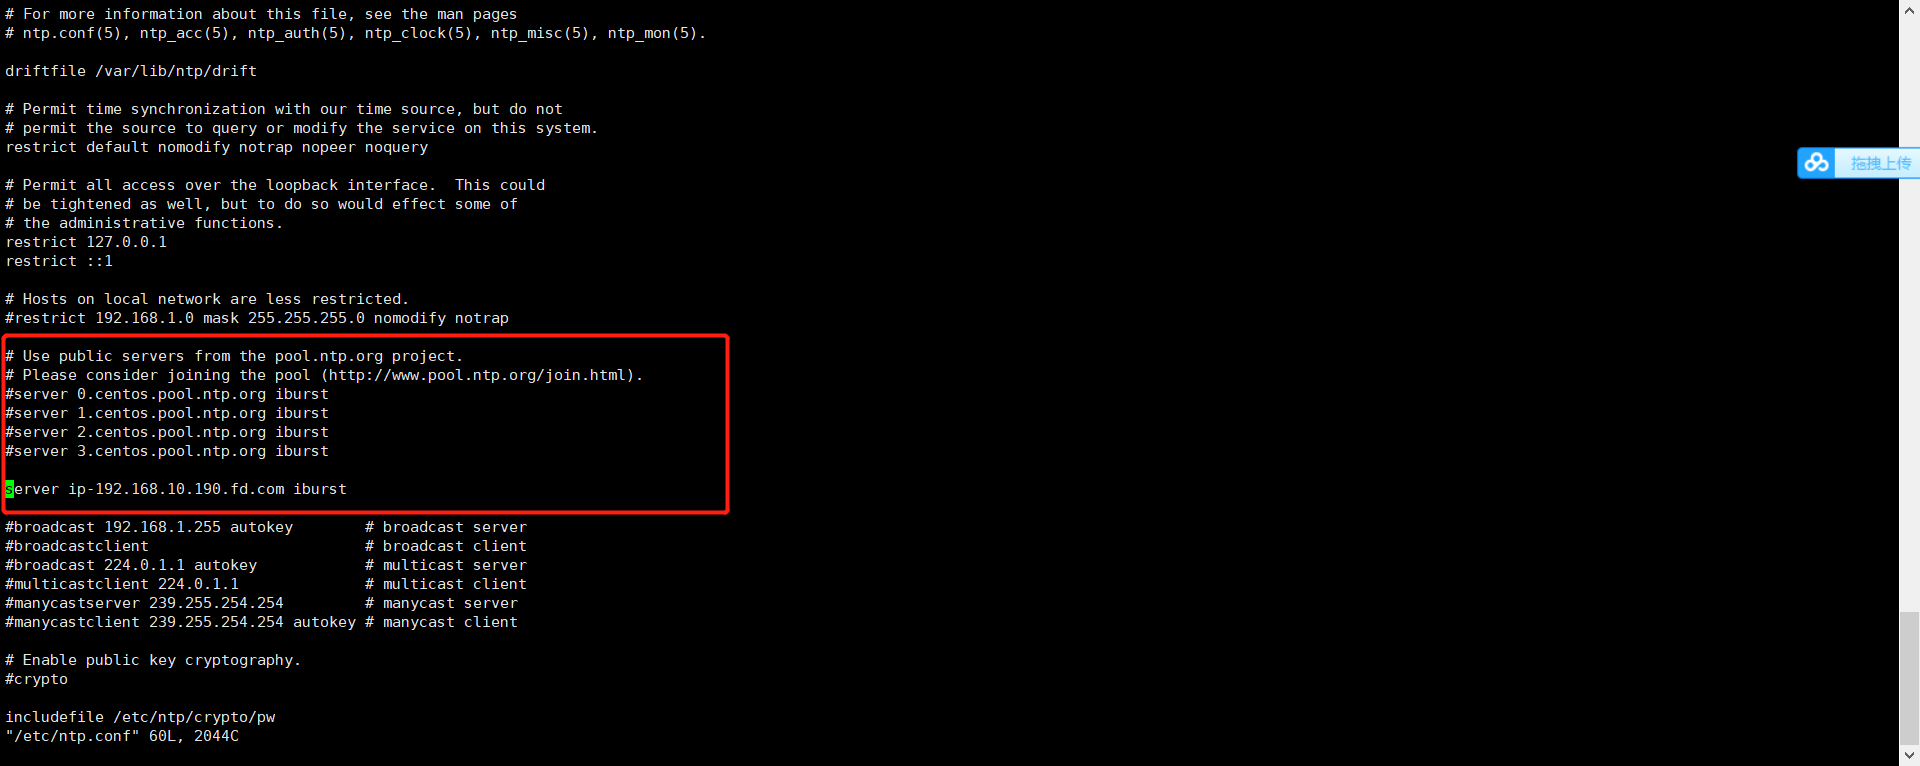 # For more information about this file, see the man pages
# ntp.conf(5), ntp_acc(5), ntp_auth(5), ntp_clock(5), ntp_misc(5), ntp_mon(5).
driftfile /var/lib/ntp/drift
# Permit time synchronization with our time source, but do not
# permit the source to query or modify the service on this system.
restrict default nomodify notrap nopeer noquery
拖拽上传
# Permit all access over the loopback interface.  This could
# be tightened as well, but to do so would effect some of
# the administrative functions.
restrict 127.0.0.1
restrict ::1
# Hosts on local network are less restricted.
#restrict 192.168.1.0 mask 255.255.255.0 nomodify notrap
# Use public servers from the pool.ntp.org project.
# Please consider joining the pool (http://www.pool.ntp.org/join.html).
#server 0.centos.pool.ntp.org iburst
#server 1.centos.pool.ntp.org iburst
#server 2.centos.pool.ntp.org iburst
#server 3.centos.pool.ntp.org iburst
server ip-192.168.10.190.fd.com iburst
#broadcast 192.168.1.255 autokey        # broadcast server
#broadcastclient                        # broadcast client
#broadcast 224.0.1.1 autokey            # multicast server
#multicastclient 224.0.1.1              # multicast client
#manycastserver 239.255.254.254         # manycast server
#manycastclient 239.255.254.254 autokey # manycast client
# Enable public key cryptography.
#crypto
includefile /etc/ntp/crypto/pw
"/etc/ntp.conf" 60L, 2044C